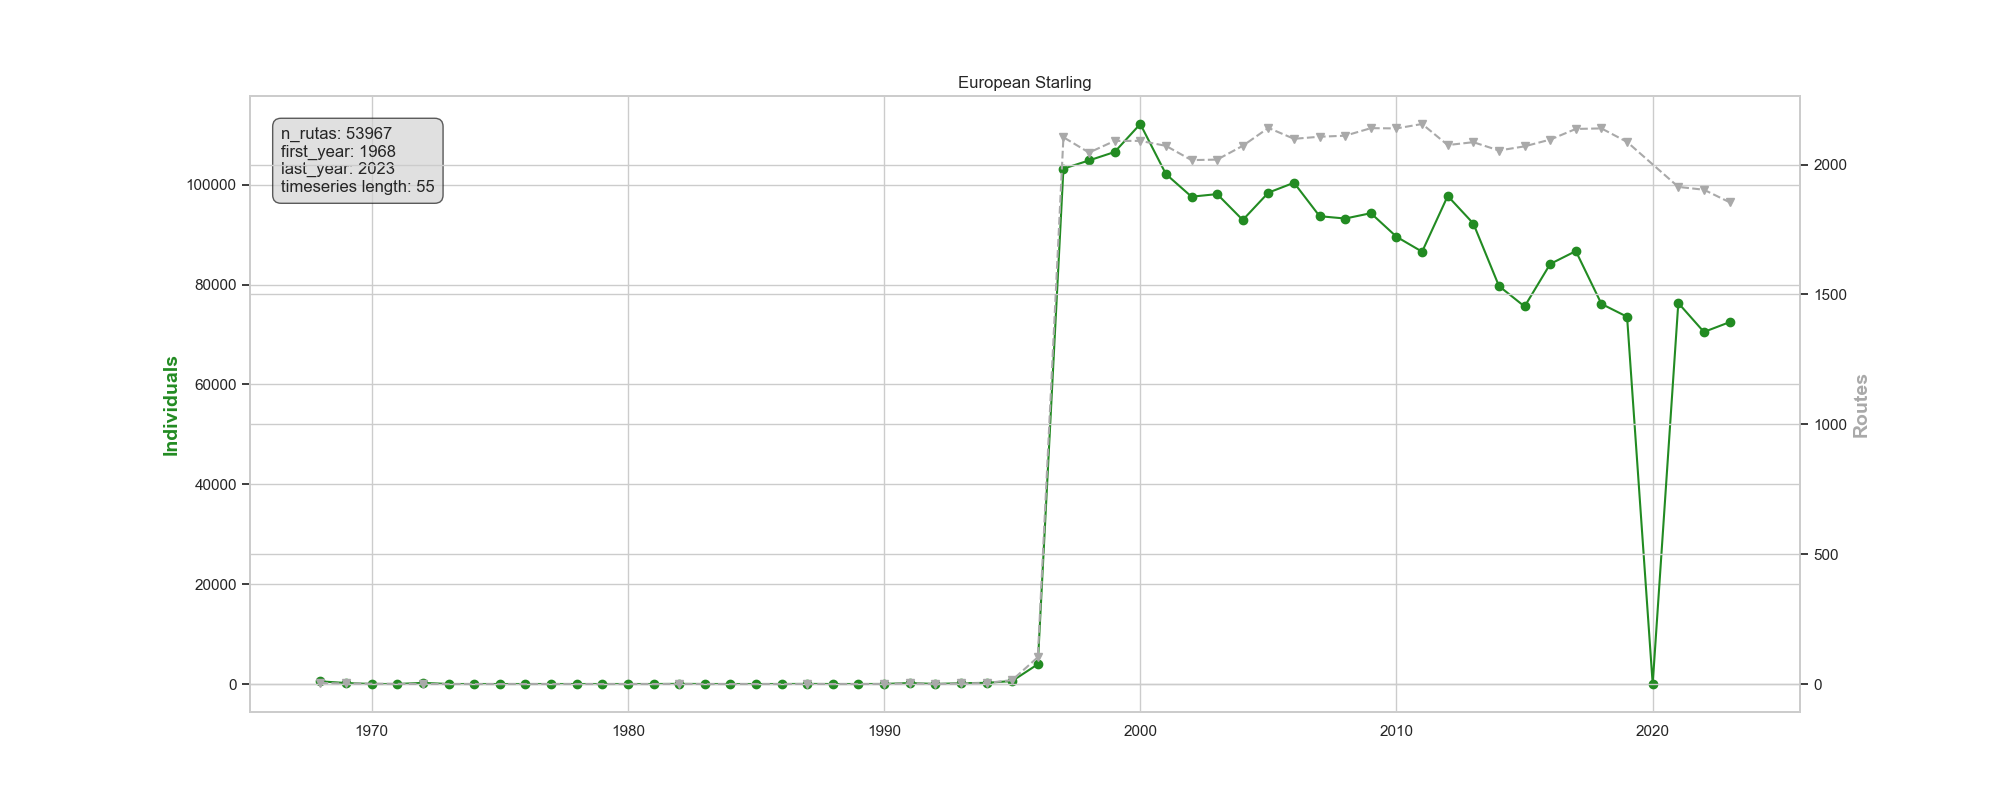 European Starling
n_rutas: 53967
first_year: 1968
last_year: 2023
timeseries length: 55
100000
80000
60000
40000
20000
0
Individuals
2000
1500
1000
500
0
Routes
1970
1980
1990
2000
2010
2020